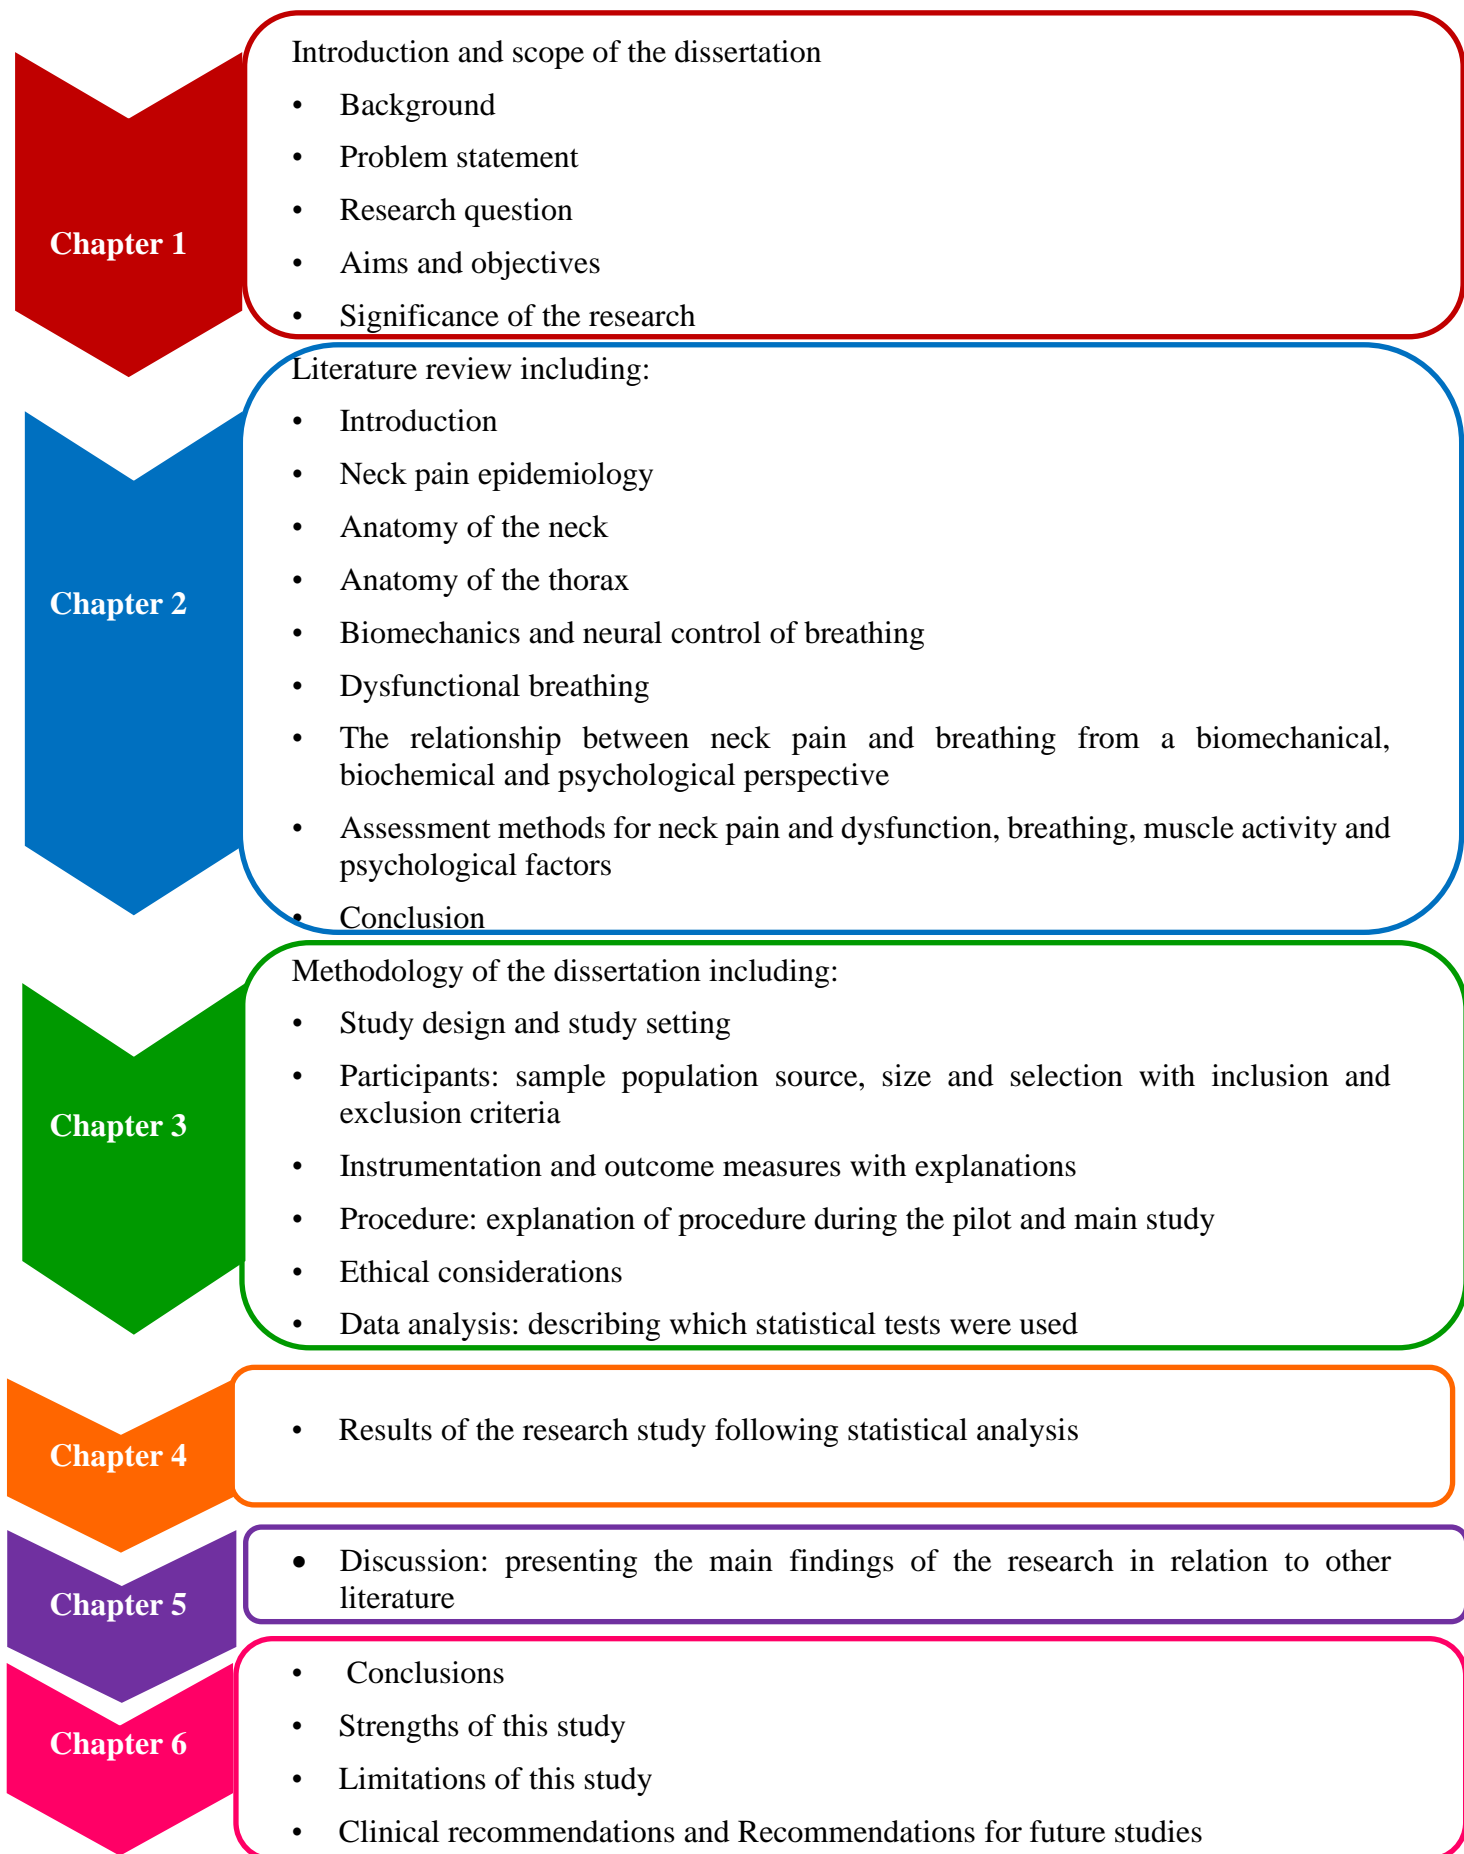 Chapter 1
Introduction and scope of the dissertation
• Background
• Problem statement
• Research question
• Aims and objectives
• Significance of the research
Chapter 2
Literature review including:
• Introduction
• Neck pain epidemiology
• Anatomy of the neck
• Anatomy of the thorax
• Biomechanics and neural control of breathing
• Dysfunctional breathing
• The relationship between neck pain and breathing from a biomechanical,
biochemical and psychological perspective
• Assessment methods for neck pain and dysfunction, breathing, muscle activity and
psychological factors
• Conclusion
Chapter 3
Methodology of the dissertation including:
• Study design and study setting
• Participants: sample population source, size and selection with inclusion and
exclusion criteria
• Instrumentation and outcome measures with explanations
• Procedure: explanation of procedure during the pilot and main study
• Ethical considerations
• Data analysis: describing which statistical tests were used
Chapter 4
• Results of the research study following statistical analysis
Chapter 5
• Discussion: presenting the main findings of the research in relation to other
literature
Chapter 6
• Conclusions
• Strengths of this study
• Limitations of this study
• Clinical recommendations and Recommendations for future studies